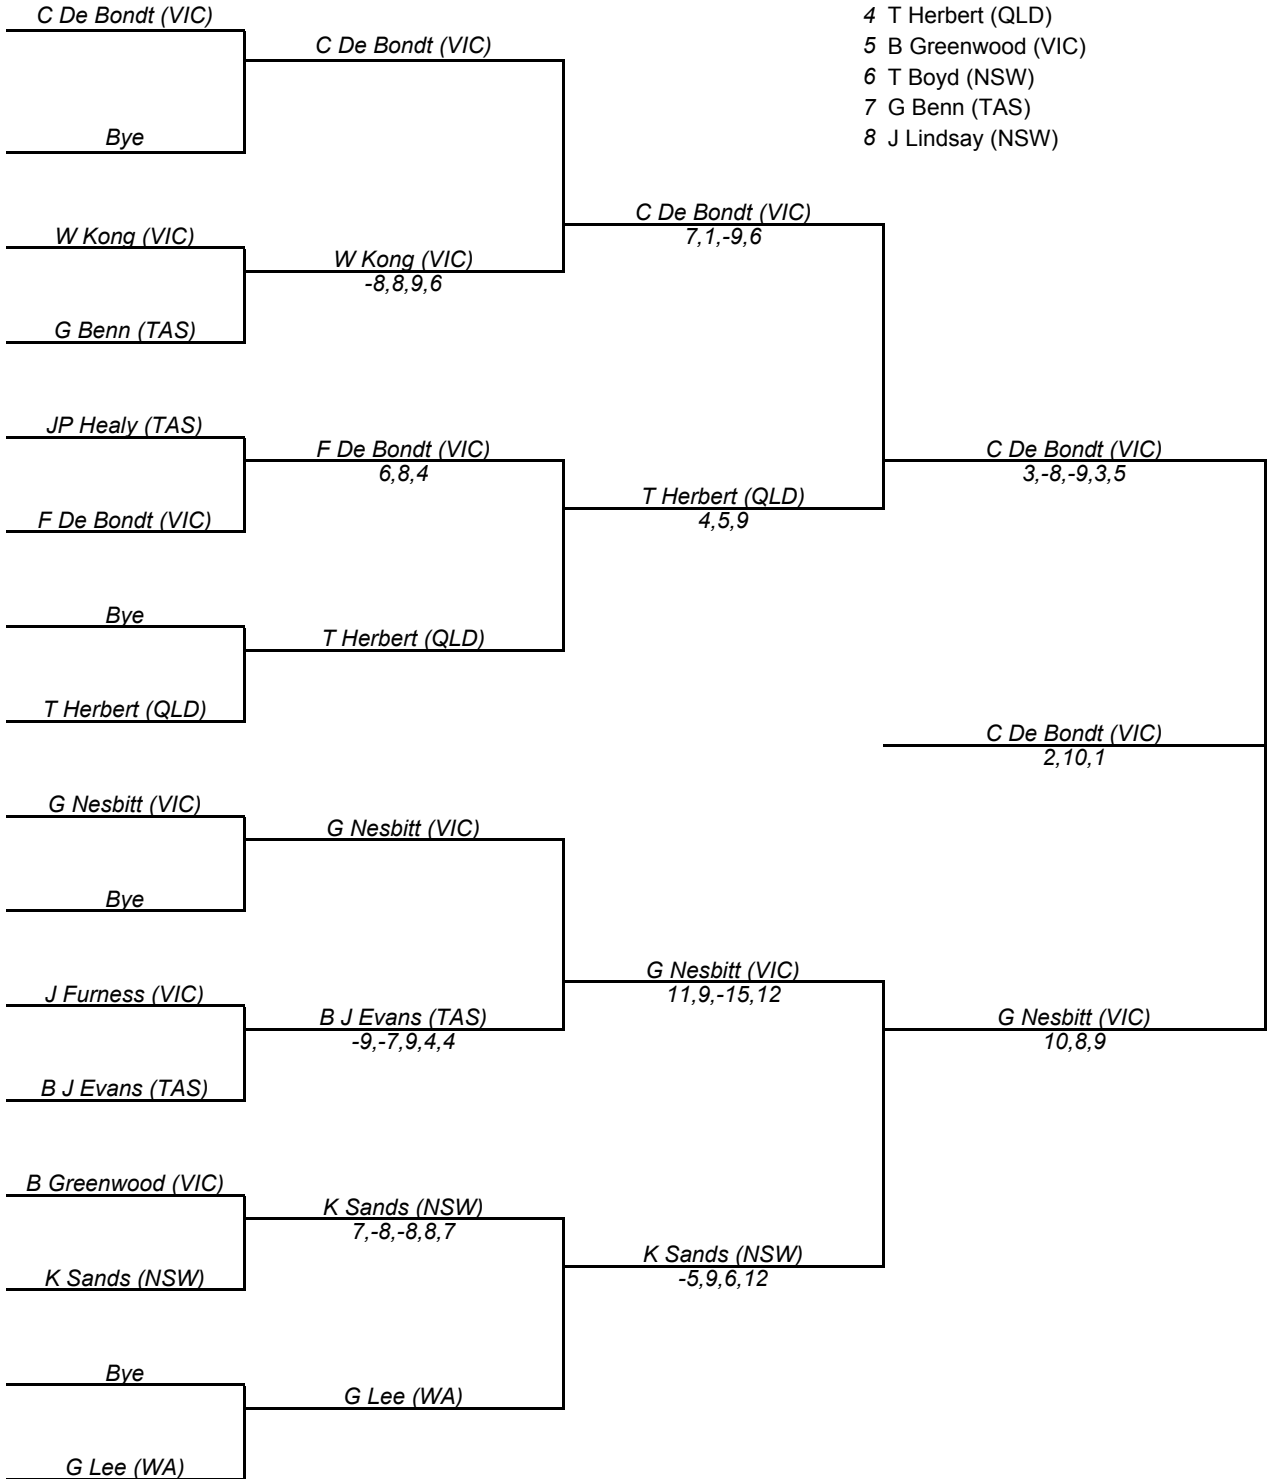 C De Bondt (VIC)
4 T Herbert (QLD)
5 B Greenwood (VIC)
6 T Boyd (NSW)
7 G Benn (TAS)
8 J Lindsay (NSW)
C De Bondt (VIC)
Bye
C De Bondt (VIC)
7,1,-9,6
W Kong (VIC)
W Kong (VIC)
-8,8,9,6
G Benn (TAS)
JP Healy (TAS)
F De Bondt (VIC)
6,8,4
C De Bondt (VIC)
3,-8,-9,3,5
T Herbert (QLD)
4,5,9
F De Bondt (VIC)
Bye
T Herbert (QLD)
T Herbert (QLD)
C De Bondt (VIC)
2,10,1
G Nesbitt (VIC)
G Nesbitt (VIC)
Bye
G Nesbitt (VIC)
11,9,-15,12
J Furness (VIC)
B J Evans (TAS)
-9,-7,9,4,4
G Nesbitt (VIC)
10,8,9
B J Evans (TAS)
B Greenwood (VIC)
K Sands (NSW)
7,-8,-8,8,7
K Sands (NSW)
-5,9,6,12
K Sands (NSW)
Bye
G Lee (WA)
G Lee (WA)